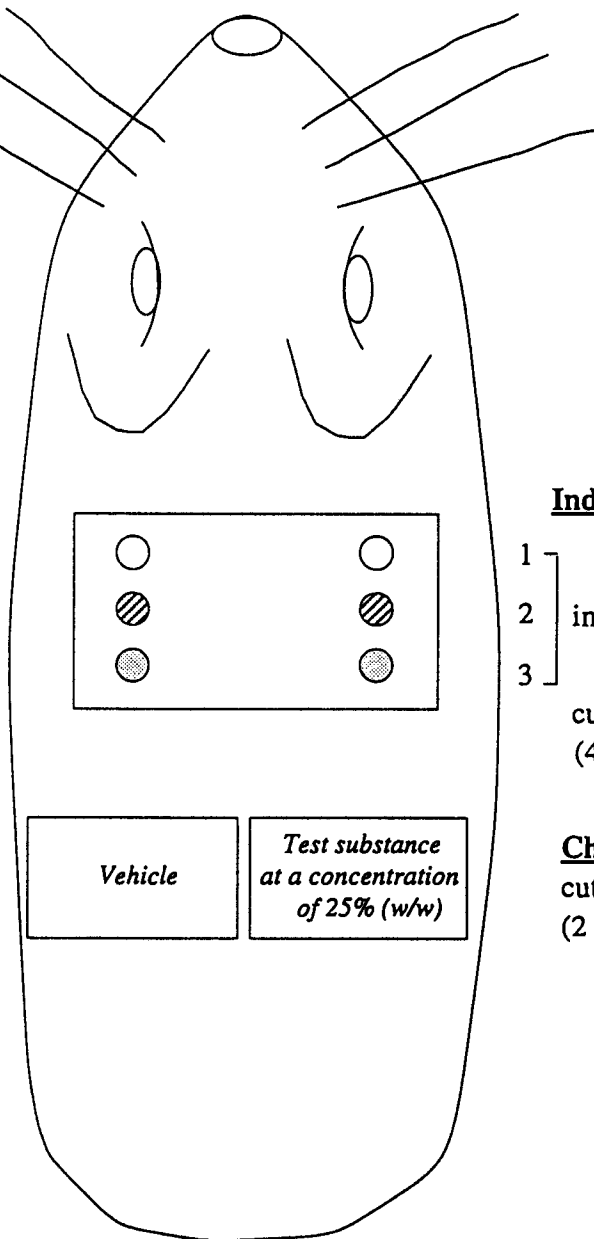 Ind
1
2 in
3
cu
(4
Vehicle
Test substance
at a concentration
of 25% (w/w)
Ch
cut
(2